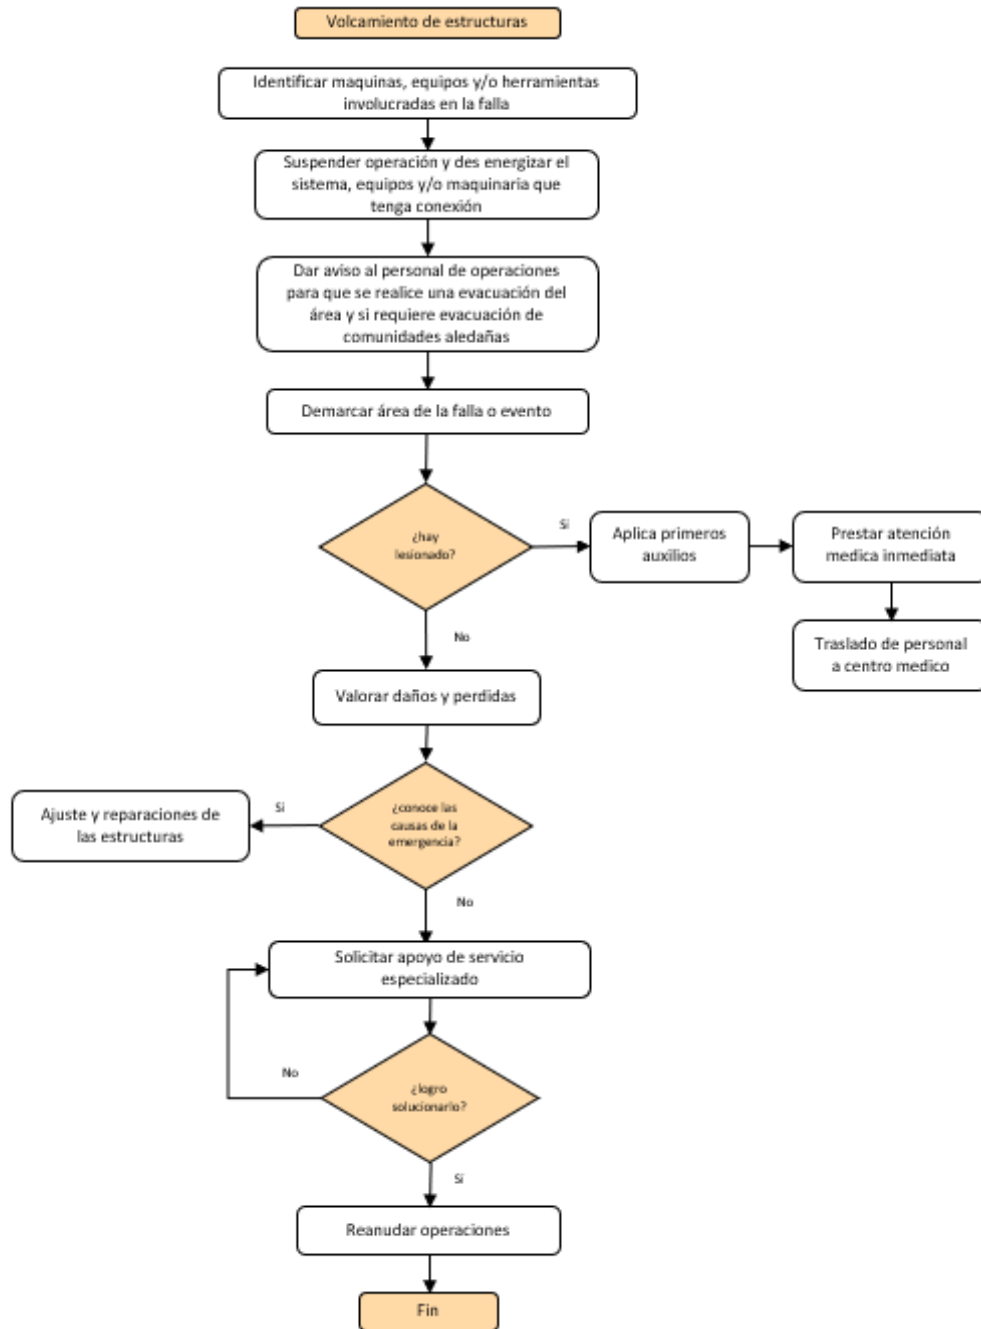 Volcamiento de estructuras
Identificar maquinas, equipos y/o herramientas
involucradas en la falla
Suspender operación y des energizar el
sistema, equipos y/o maquinaria que
tenga conexión
Dar aviso al personal de operaciones
para que se realice una evacuación del
área y si requiere evacuación de
comunidades aledañas
Demarcar área de la falla o evento
¿hay
lesionado?
Si
Aplica primeros
auxilios
Prestar atención
medica inmediata
Traslado de personal
a centro medico
No
Valorar daños y perdidas
¿conoce las
causas de la
emergencia?
Si
Ajuste y reparaciones de
las estructuras
No
Solicitar apoyo de servicio
especializado
¿logro
solucionarlo?
No
Si
Reanudar operaciones
Fin